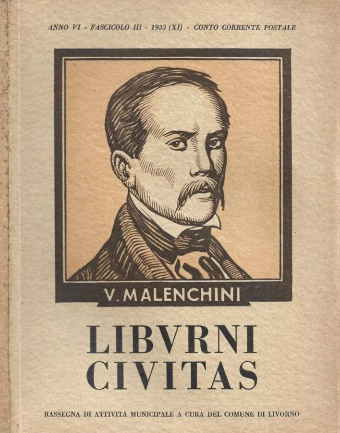 ANNO VI - FASCICOLO III - 1933 (XI) - CONTO CORRENTE POSTALE
V. MALENCHINI
LIBVRNI
CIVITAS
RASSEGNA DI ATTIVITÀ MUNICIPALE A CURA DEL COMUNE DI LIVORNO